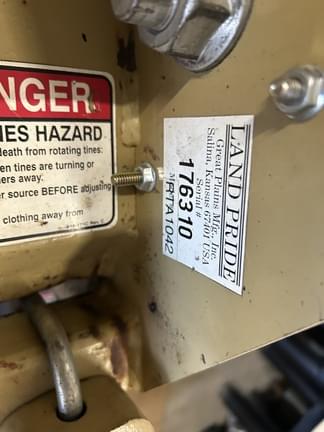 NGER
NES HAZARD
death from rotating tines:
en tines are turning or
ers away.
er source BEFORE adjusting
clothing away from
LAND PRIDE
Great Plains Mfg., Inc.
Salina, Kansas 67401 USA
Serial #
176310
MRTA1042